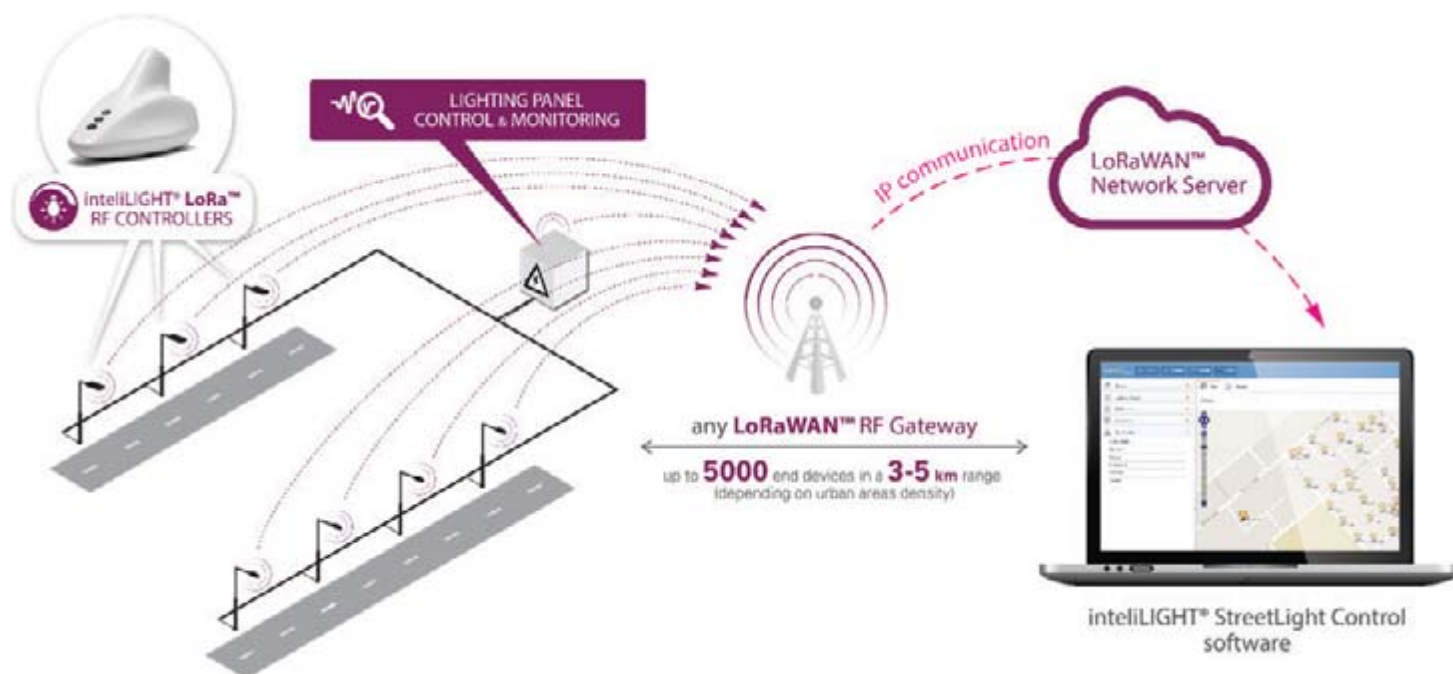 inteliLIGHT® LoRa™
RF CONTROLLERS
LIGHTING PANEL
CONTROL & MONITORING
IP communication
LoRaWAN™
Network Server
any LoRaWAN™ RF Gateway
up to 5000 end devices in a 3-5 km range
(depending on urban areas density)
inteliLIGHT® StreetLight Control
software